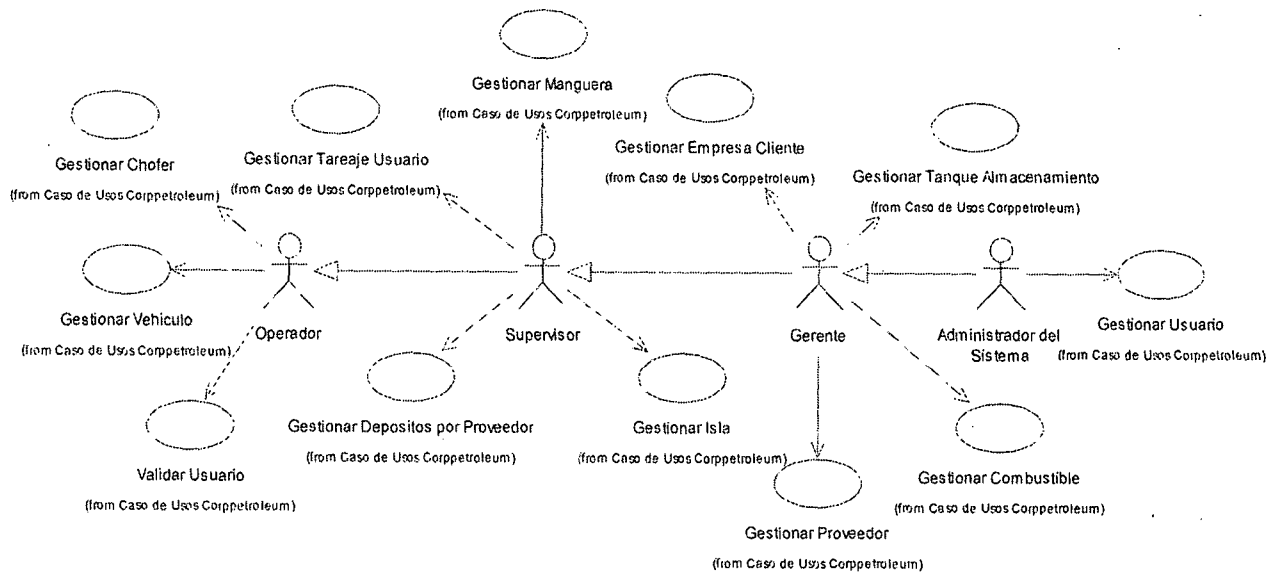 Gestionar Manguera
(from Caso de Usos Corppetroleum)
Gestionar Chofer
(from Caso de Usos Corppetroleum)
Gestionar Tareaje Usuario
(from Caso de Usos Corppetroleum)
Gestionar Empresa Cliente
(from Caso de Usos Corppetroleum)
Gestionar Tanque Almacenamiento
(from Caso de Usos Corppetroleum)
Gestionar Vehiculo
(from Caso de Usos Corppetroleum)
Operador
Supervisor
Gerente
Administrador del
Sistema
Gestionar Usuario
(from Caso de Usos Corppetroleum)
Validar Usuario
(from Caso de Usos Corppetroleum)
Gestionar Depositos por Proveedor
(from Caso de Usos Corppetroleum)
Gestionar Isla
(from Caso de Usos Corppetroleum)
Gestionar Proveedor
(from Caso de Usos Corppetroleum)
Gestionar Combustible
(from Caso de Usos Corppetroleum)